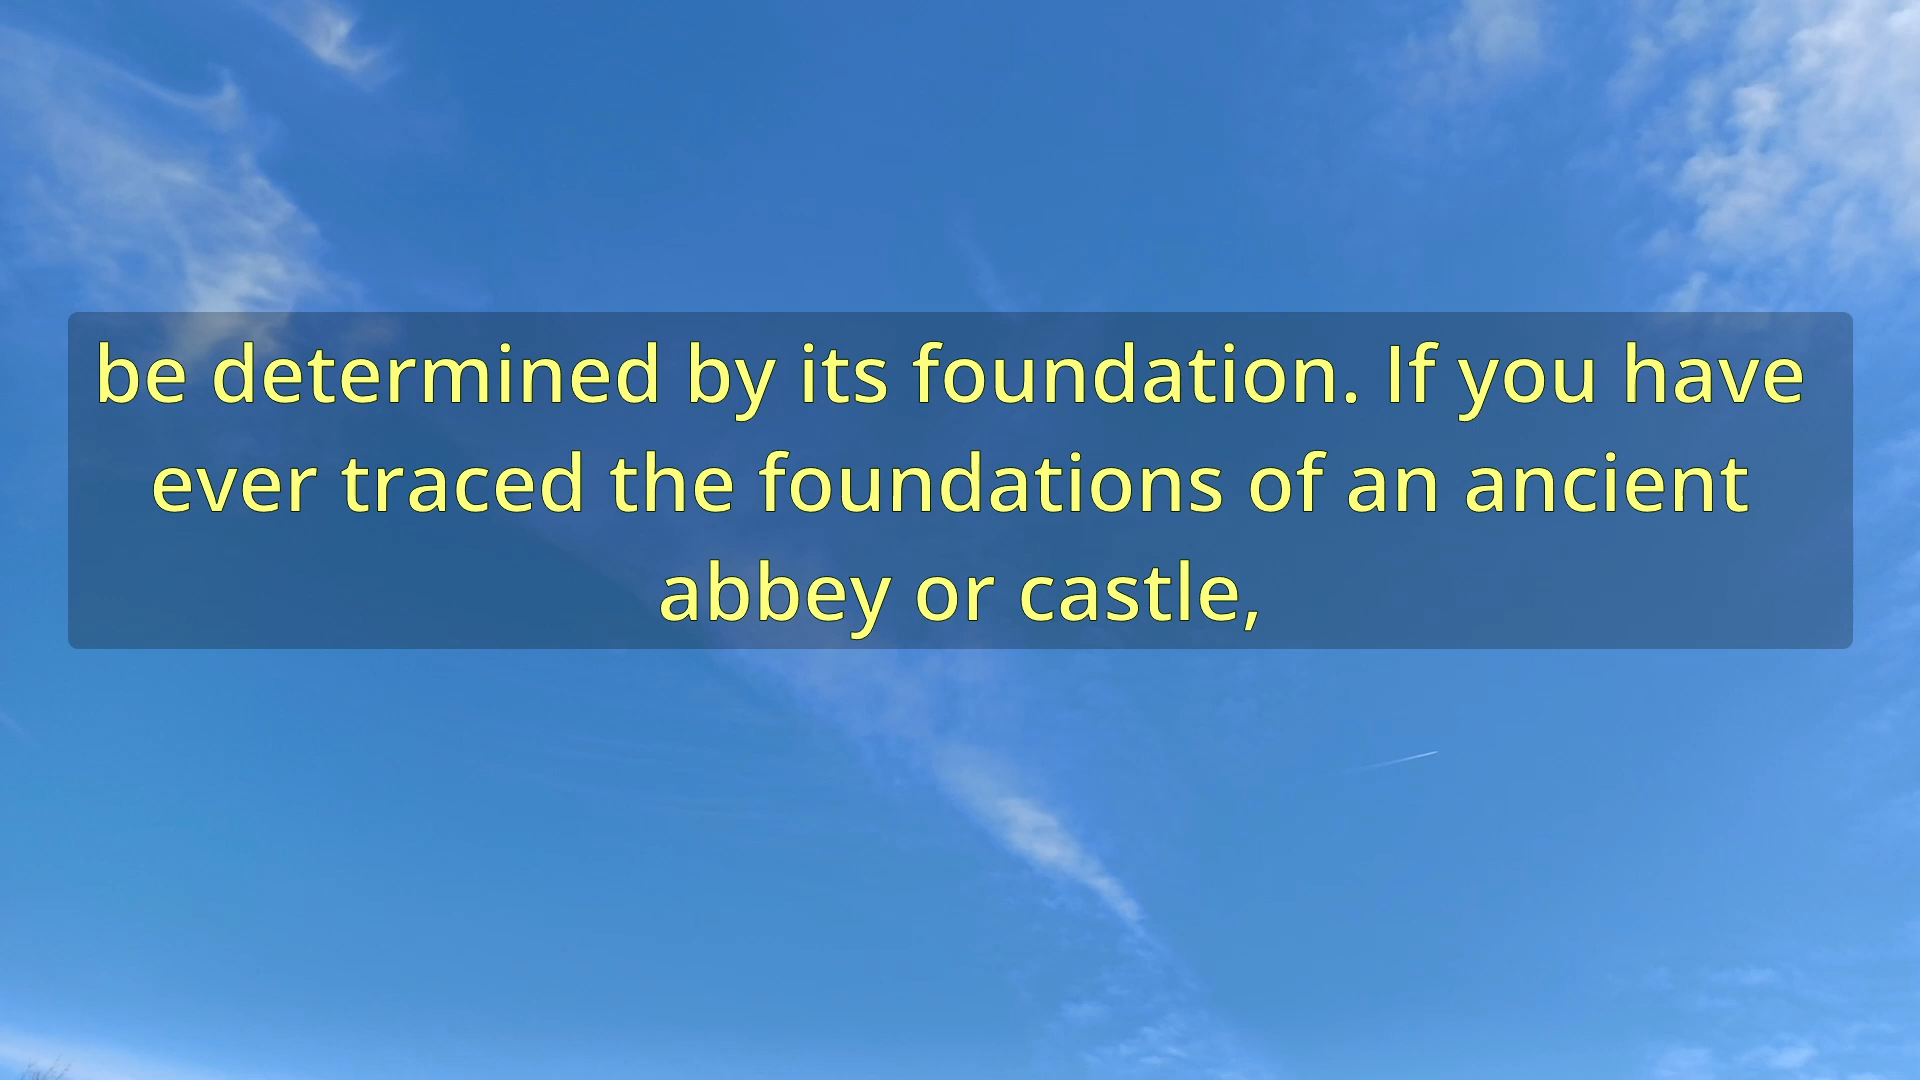 be determined by its foundation. If you have
ever traced the foundations of an ancient
abbey or castle,